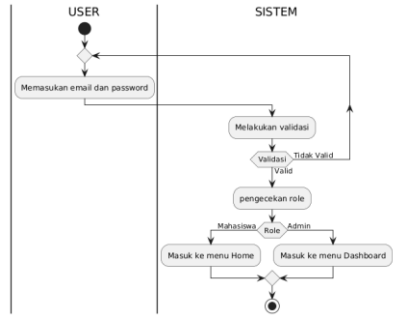 USER
SISTEM
Memasukan email dan password
Melakukan validasi
Validasi
Tidak Valid
Valid
pengecekan role
Mahasiswa
Role
Admin
Masuk ke menu Home
Masuk ke menu Dashboard